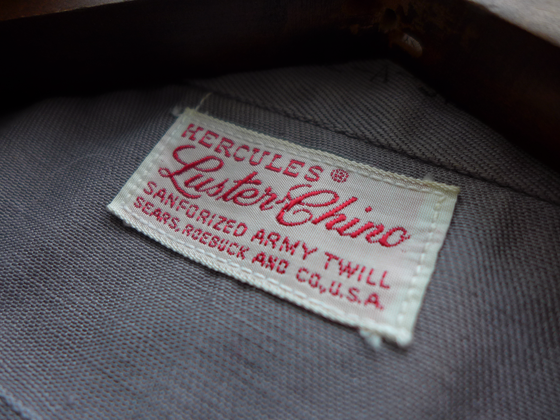 HERCULES ®
Luster-Chino
SANFORIZED ARMY TWILL
SEARS, ROEBUCK AND CO., U.S.A.